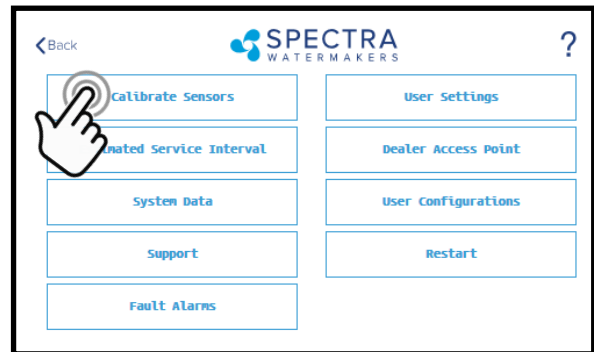 Back
SPECTRA
WATERMAKERS
?
Calibrate Sensors
User Settings
mated Service Interval
Dealer Access Point
System Data
User Configurations
Support
Restart
Fault Alarms